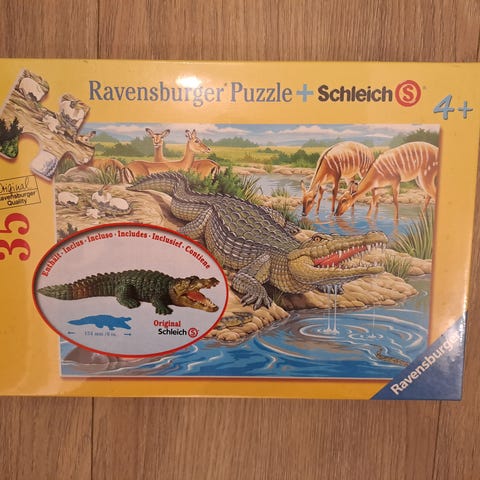 Ravensburger Puzzle + Schleich S
4+
Original
Ravensburger
Quality
35
Enthält · Inclus · Incluso · Includes · Inclusief · Contiene
Original
Schleich S
Ravensburger